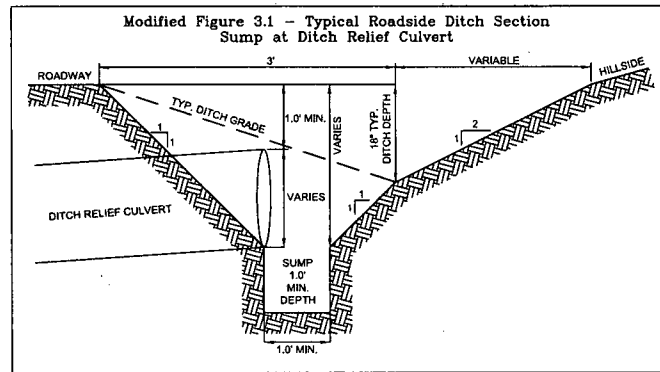 Modified Figure 3.1 – Typical Roadside Ditch Section
Sump at Ditch Relief Culvert
3'
VARIABLE
ROADWAY
HILLSIDE
TYP. DITCH GRADE
1.0' MIN.
VARIES
18" TYP.
DITCH DEPTH
1
1
2
1
VARIES
1
1
DITCH RELIEF CULVERT
SUMP
1.0'
MIN.
DEPTH
1.0' MIN.